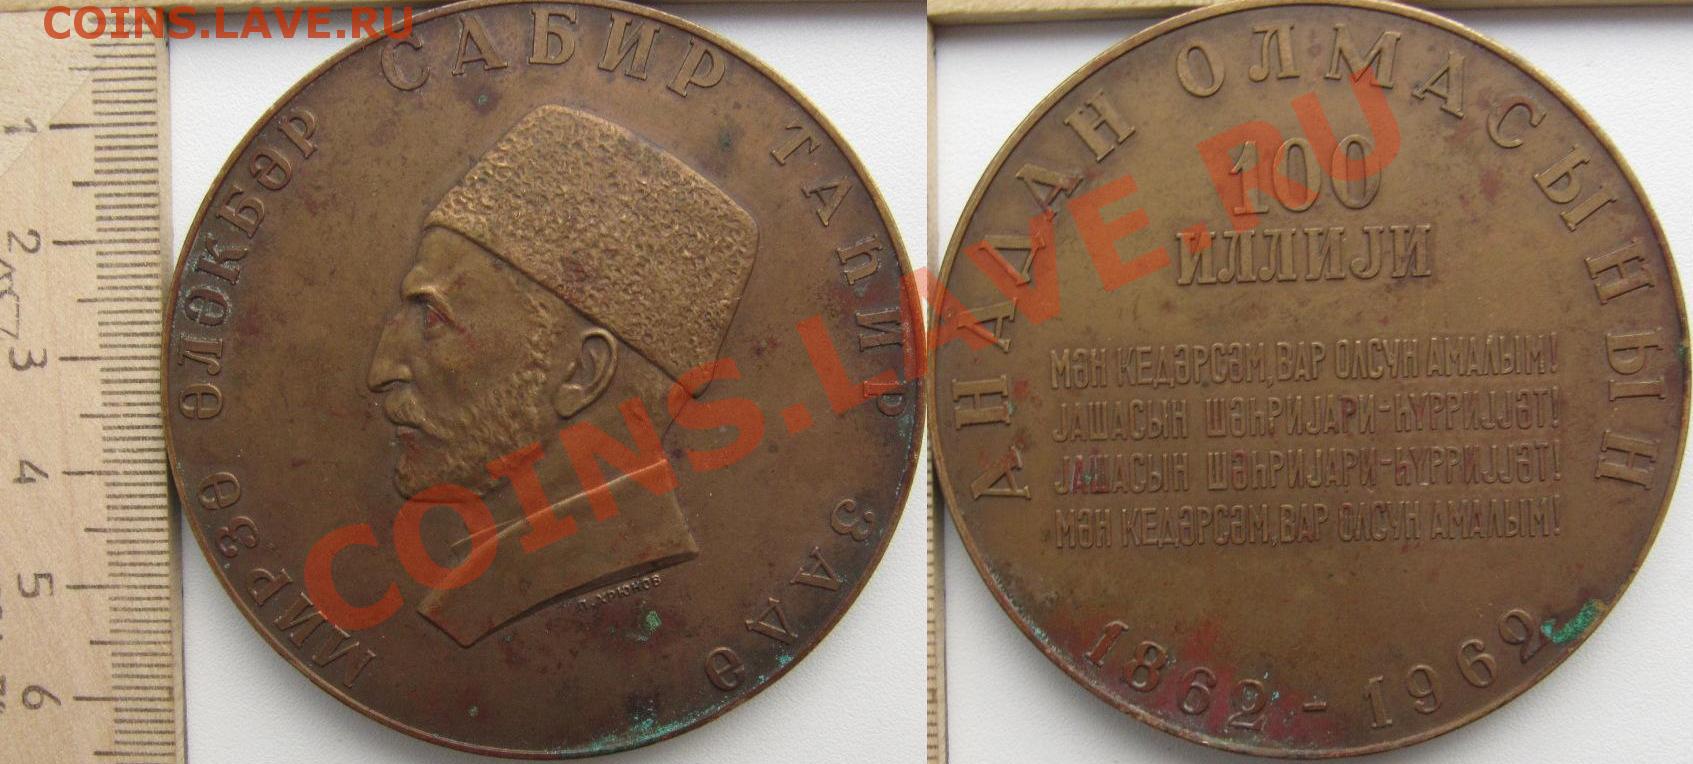 COINS.LAVE.RU
МИРЗӘ ӘЛӘКБӘР САБИР ТАҺИР ЗАДӘ
П. ХРЮНОВ
1
2
3
4
5
6
АНАДАН ОЛМАСЫНЫН
100
ИЛЛИЈИ
МӘН КЕДӘРСӘМ, ВАР ОЛСУН АМАЛЫМ!
ЈАШАСЫН ШӘҺРИЈАРИ-ҺҮРРИЈЈӘТ!
ЈАШАСЫН ШӘҺРИЈАРИ-ҺҮРРИЈЈӘТ!
МӘН КЕДӘРСӘМ, ВАР ОЛСУН АМАЛЫМ!
1862-1962
COINS.LAVE.RU